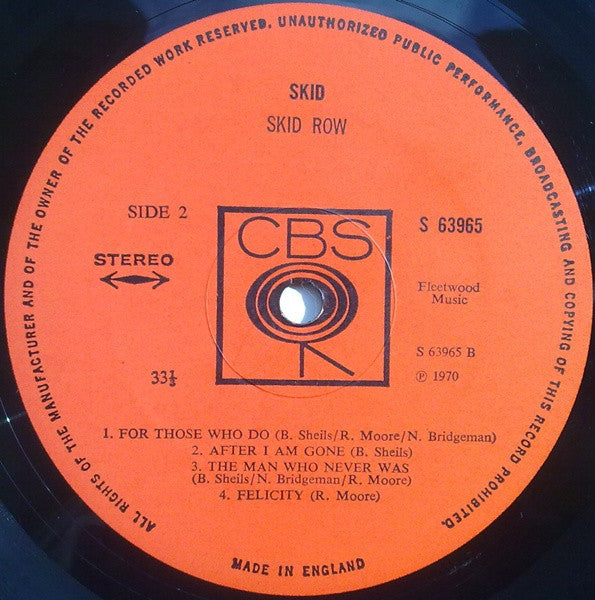 ALL RIGHTS OF THE MANUFACTURER AND OF THE OWNER OF THE RECORDED WORK RESERVED. UNAUTHORIZED PUBLIC PERFORMANCE, BROADCASTING AND COPYING OF THIS RECORD PROHIBITED.
SKID
SKID ROW
SIDE 2
CBS
S 63965
STEREO
Fleetwood
Music
S 63965 B
33⅓
℗ 1970
1. FOR THOSE WHO DO (B. Sheils/R. Moore/N. Bridgeman)
2. AFTER I AM GONE (B. Sheils)
3. THE MAN WHO NEVER WAS
(B. Sheils/N. Bridgeman/R. Moore)
4. FELICITY (R. Moore)
MADE IN ENGLAND